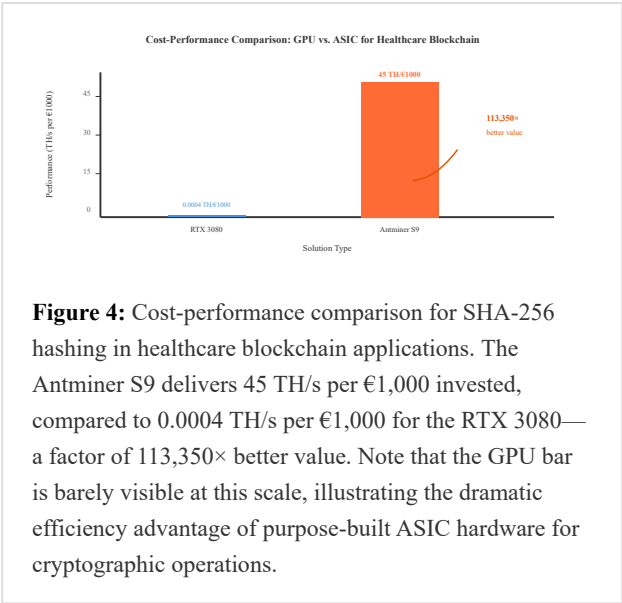 Cost-Performance Comparison: GPU vs. ASIC for Healthcare Blockchain
Performance (TH/s per €1000)
45
30
15
0
0.0004 TH/€1000
45 TH/€1000
113,350×
better value
RTX 3080
Antminer S9
Solution Type
Figure 4: Cost-performance comparison for SHA-256
hashing in healthcare blockchain applications. The
Antminer S9 delivers 45 TH/s per €1,000 invested,
compared to 0.0004 TH/s per €1,000 for the RTX 3080—
a factor of 113,350× better value. Note that the GPU bar
is barely visible at this scale, illustrating the dramatic
efficiency advantage of purpose-built ASIC hardware for
cryptographic operations.